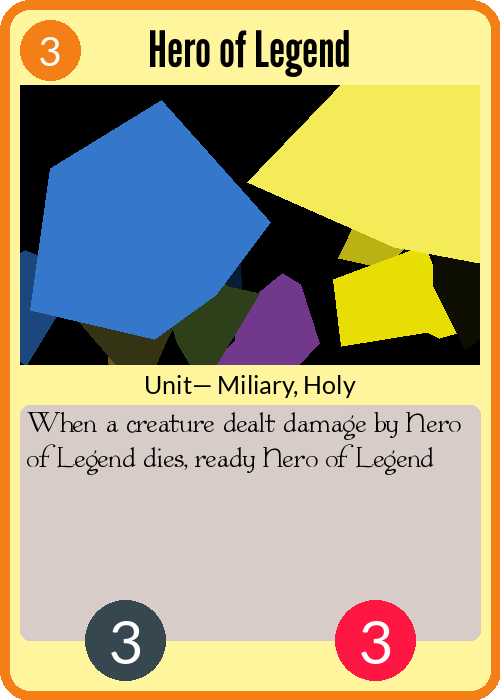 3
Hero of Legend
Unit— Miliary, Holy
When a creature dealt damage by Hero
of Legend dies, ready Hero of Legend
3
3